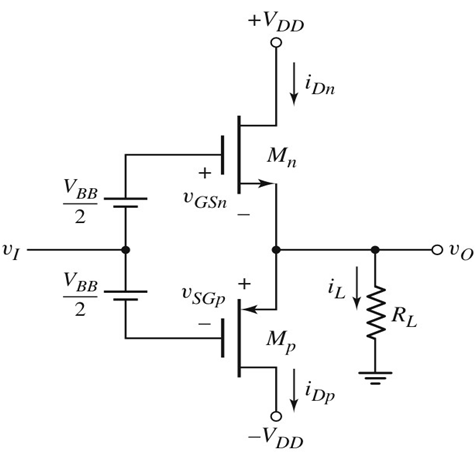 +V_DD
i_Dn
M_n
+
V_BB
2
v_GSn
−
v_I
v_O
V_BB
2
v_SGp
+
−
i_L
R_L
M_p
i_Dp
−V_DD